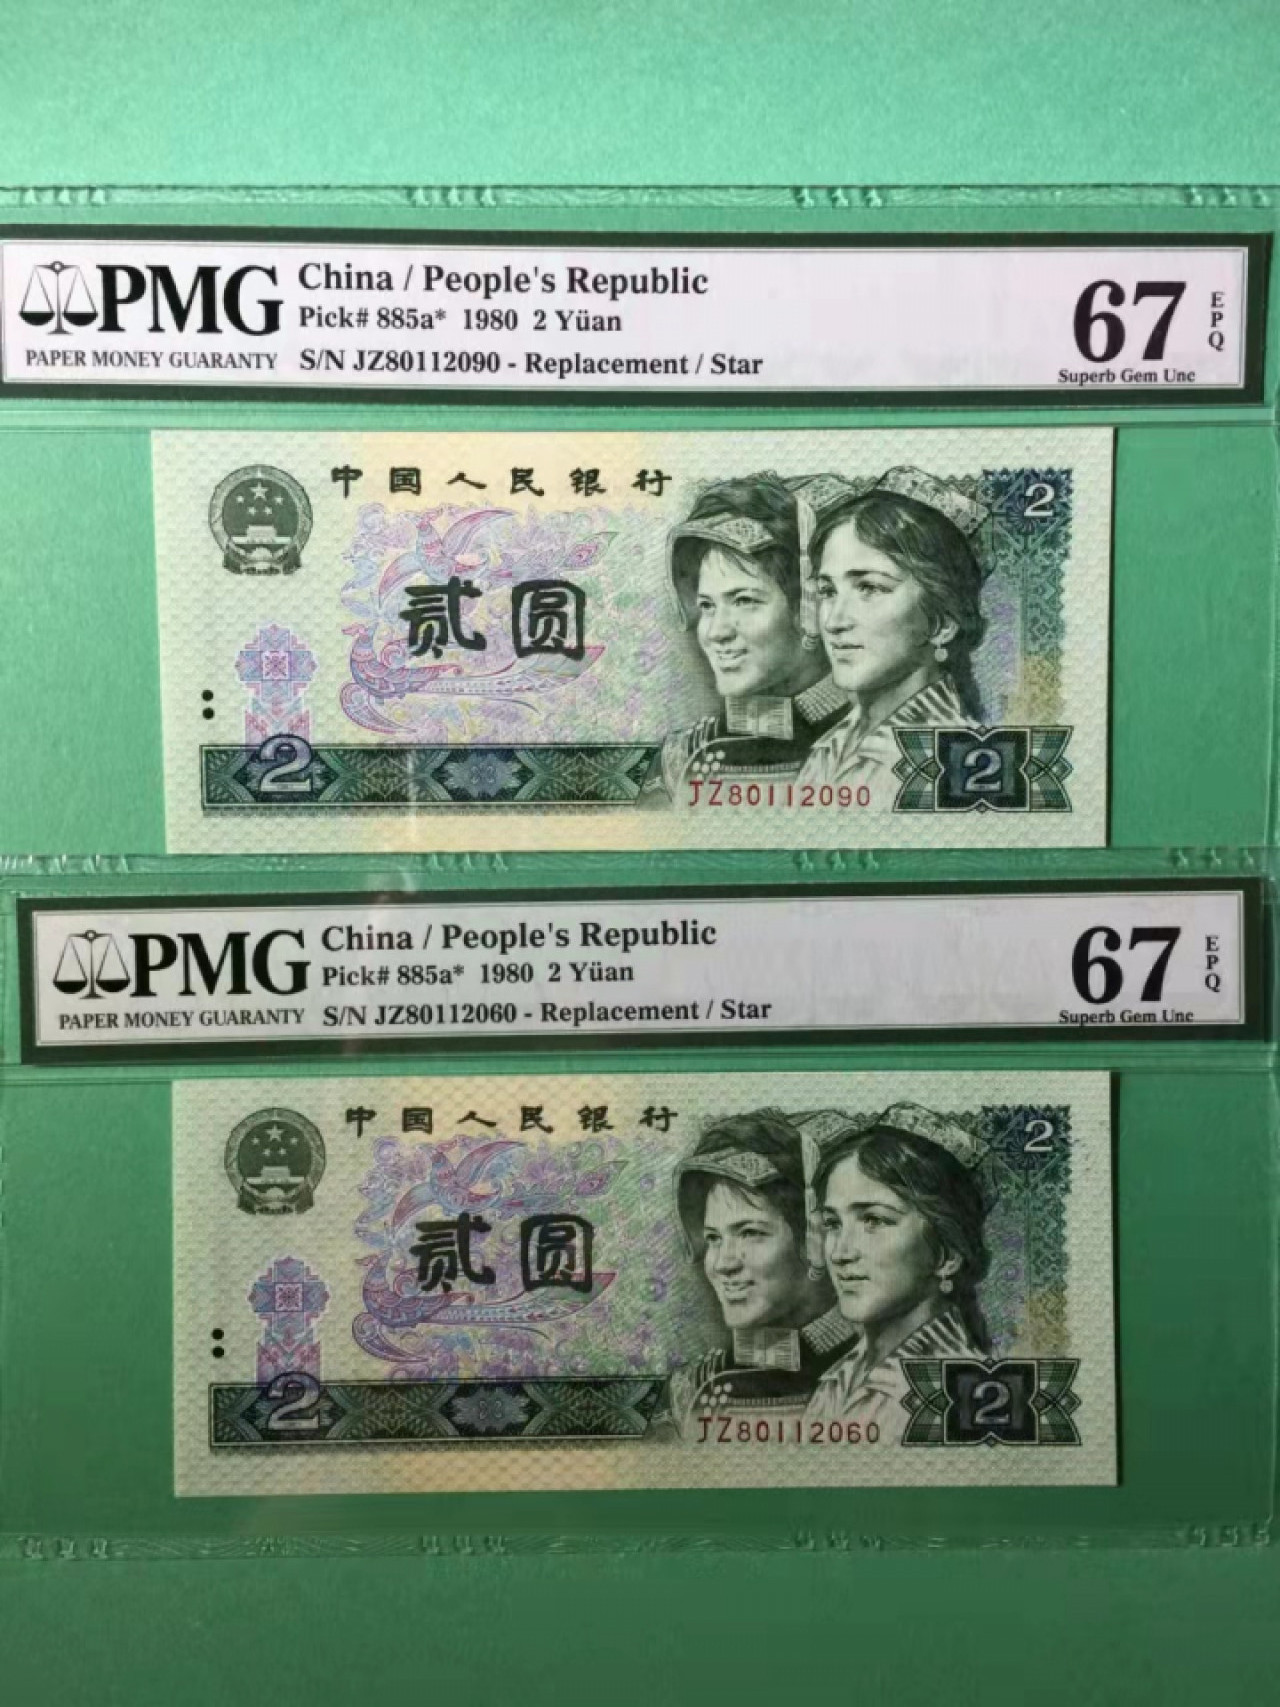 PMG
PAPER MONEY GUARANTY
China / People's Republic
Pick# 885a* 1980 2 Yüan
S/N JZ80112090 - Replacement / Star
67
EPQ
Superb Gem Unc
中国人民银行
2
贰圆
2
JZ80112090
2
PMG
PAPER MONEY GUARANTY
China / People's Republic
Pick# 885a* 1980 2 Yüan
S/N JZ80112060 - Replacement / Star
67
EPQ
Superb Gem Unc
中国人民银行
2
贰圆
2
JZ80112060
2